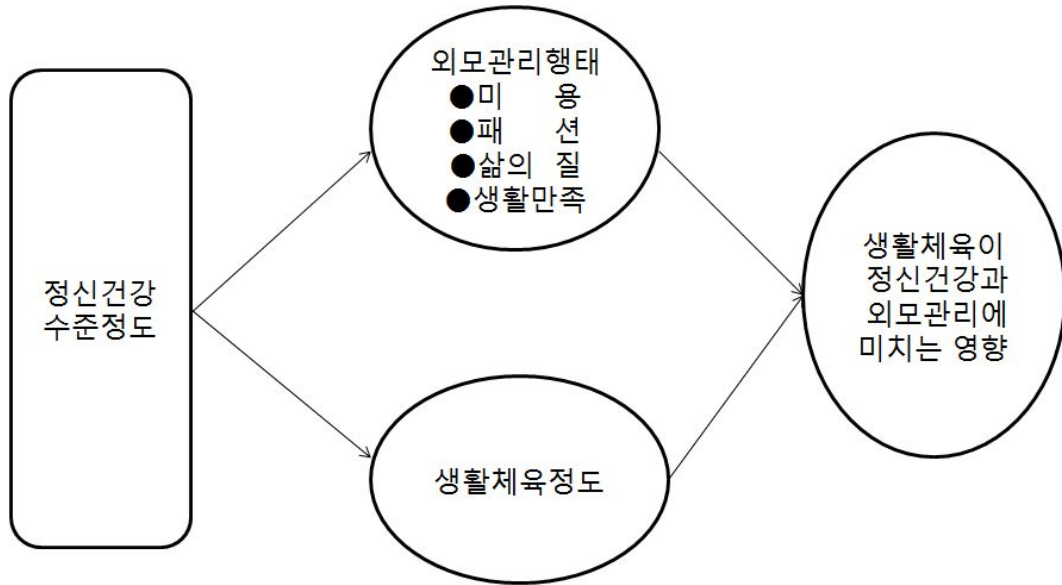 정신건강
수준정도
외모관리행태
●미 용
●패 션
●삶의 질
●생활만족
생활체육정도
생활체육이
정신건강과
외모관리에
미치는 영향